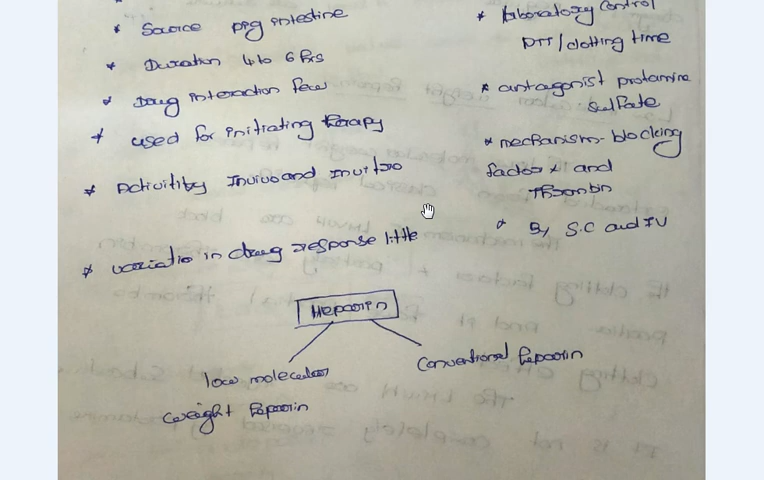 * Source pig intestine
* Duration 4 to 6 hrs
* Drug interaction few
* used for initiating therapy
* Activitiby Invivo and Invitro
* variatio in drug response little
* Laboratory Control
PTT/clotting time
* antagonist protamine
Sulfate
* mechanism-blocking
factor x and
Thrombin
* By S.C and IV
Heparin
low molecular
weight heparin
Conventional heparin